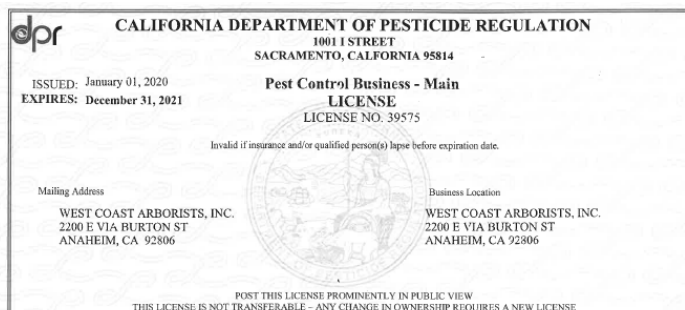 dpr
CALIFORNIA DEPARTMENT OF PESTICIDE REGULATION
1001 I STREET
SACRAMENTO, CALFORNIA 95814
ISSUED: January 01, 2020
EXPIRES: December 31, 2021
Pest Control Business - Main
LICENSE
LICENSE NO. 39575
Invalid if insurance and/or qualified person(s) lapse before expiration date.
Mailing Address
WEST COAST ARBORISTS, INC.
2200 E VIA BURTON ST
ANAHEIM, CA 92806
Business Location
WEST COAST ARBORISTS, INC.
2200 E VIA BURTON ST
ANAHEIM, CA 92806
POST THIS LICENSE PROMINENTLY IN PUBLIC VIEW
THIS LICENSE IS NOT TRANSFERABLE - ANY CHANGE IN OWNERSHIP REQUIRES A NEW LICENSE